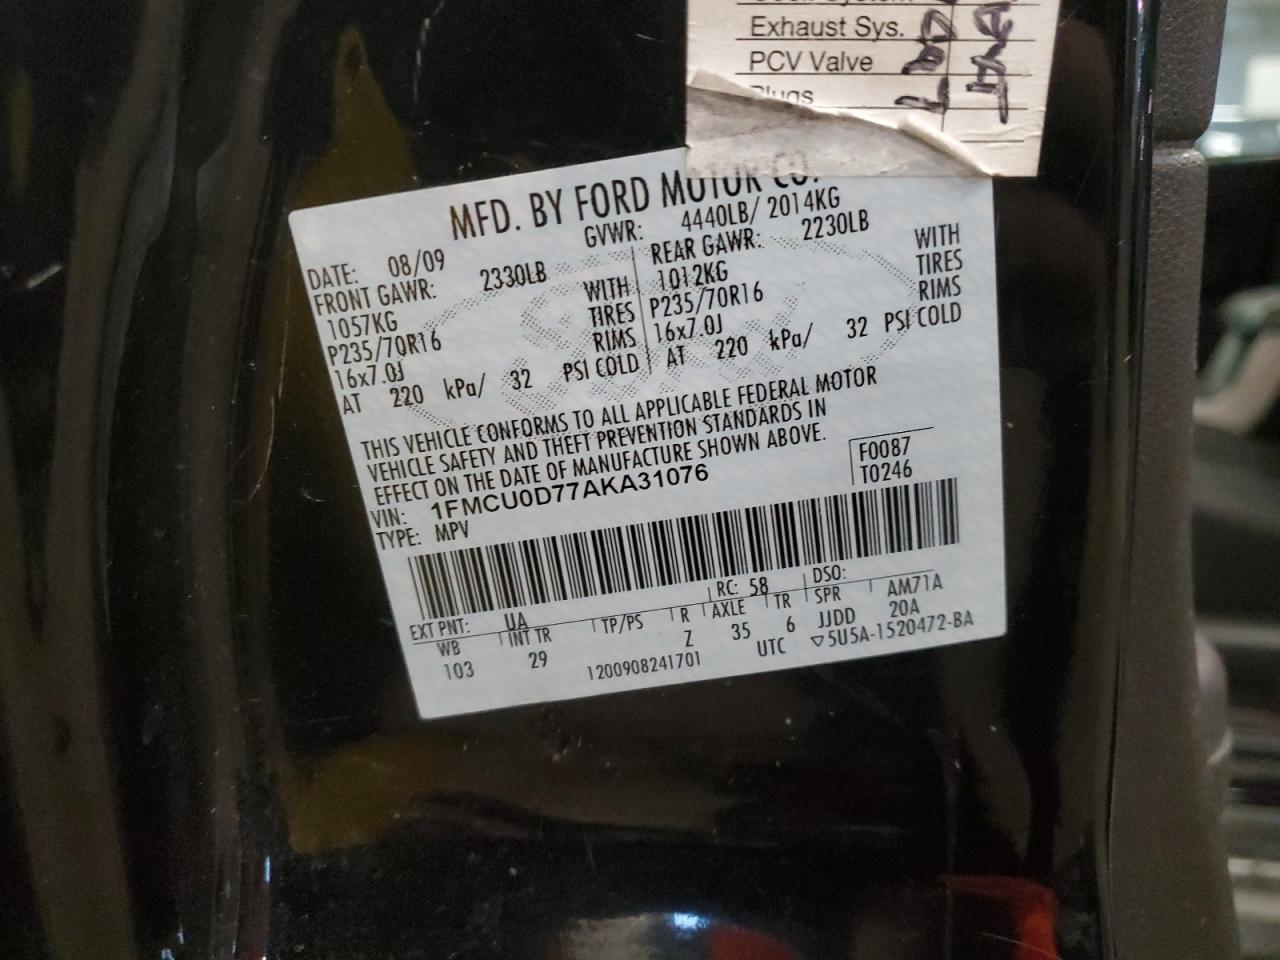 Exhaust Sys.
PCV Valve
Plugs
MFD. BY FORD MOTOR CO.
DATE: 08/09 GVWR: 4440LB/ 2014KG
FRONT GAWR: 2330LB REAR GAWR: 2230LB
1057KG WITH 1012KG WITH
P235/70R16 TIRES P235/70R16 TIRES
16x7.0J RIMS 16x7.0J RIMS
AT 220 kPa/ 32 PSI COLD AT 220 kPa/ 32 PSI COLD
THIS VEHICLE CONFORMS TO ALL APPLICABLE FEDERAL MOTOR
VEHICLE SAFETY AND THEFT PREVENTION STANDARDS IN
EFFECT ON THE DATE OF MANUFACTURE SHOWN ABOVE.
F0087
VIN: 1FMCU0D77AKA31076 T0246
TYPE: MPV
RC: 58 DSO:
EXT PNT: UA
WB INT TR TP/PS R AXLE TR SPR AM71A
103 29 Z 35 6 JJDD 20A
1200908241701 UTC ▽5U5A-1520472-BA